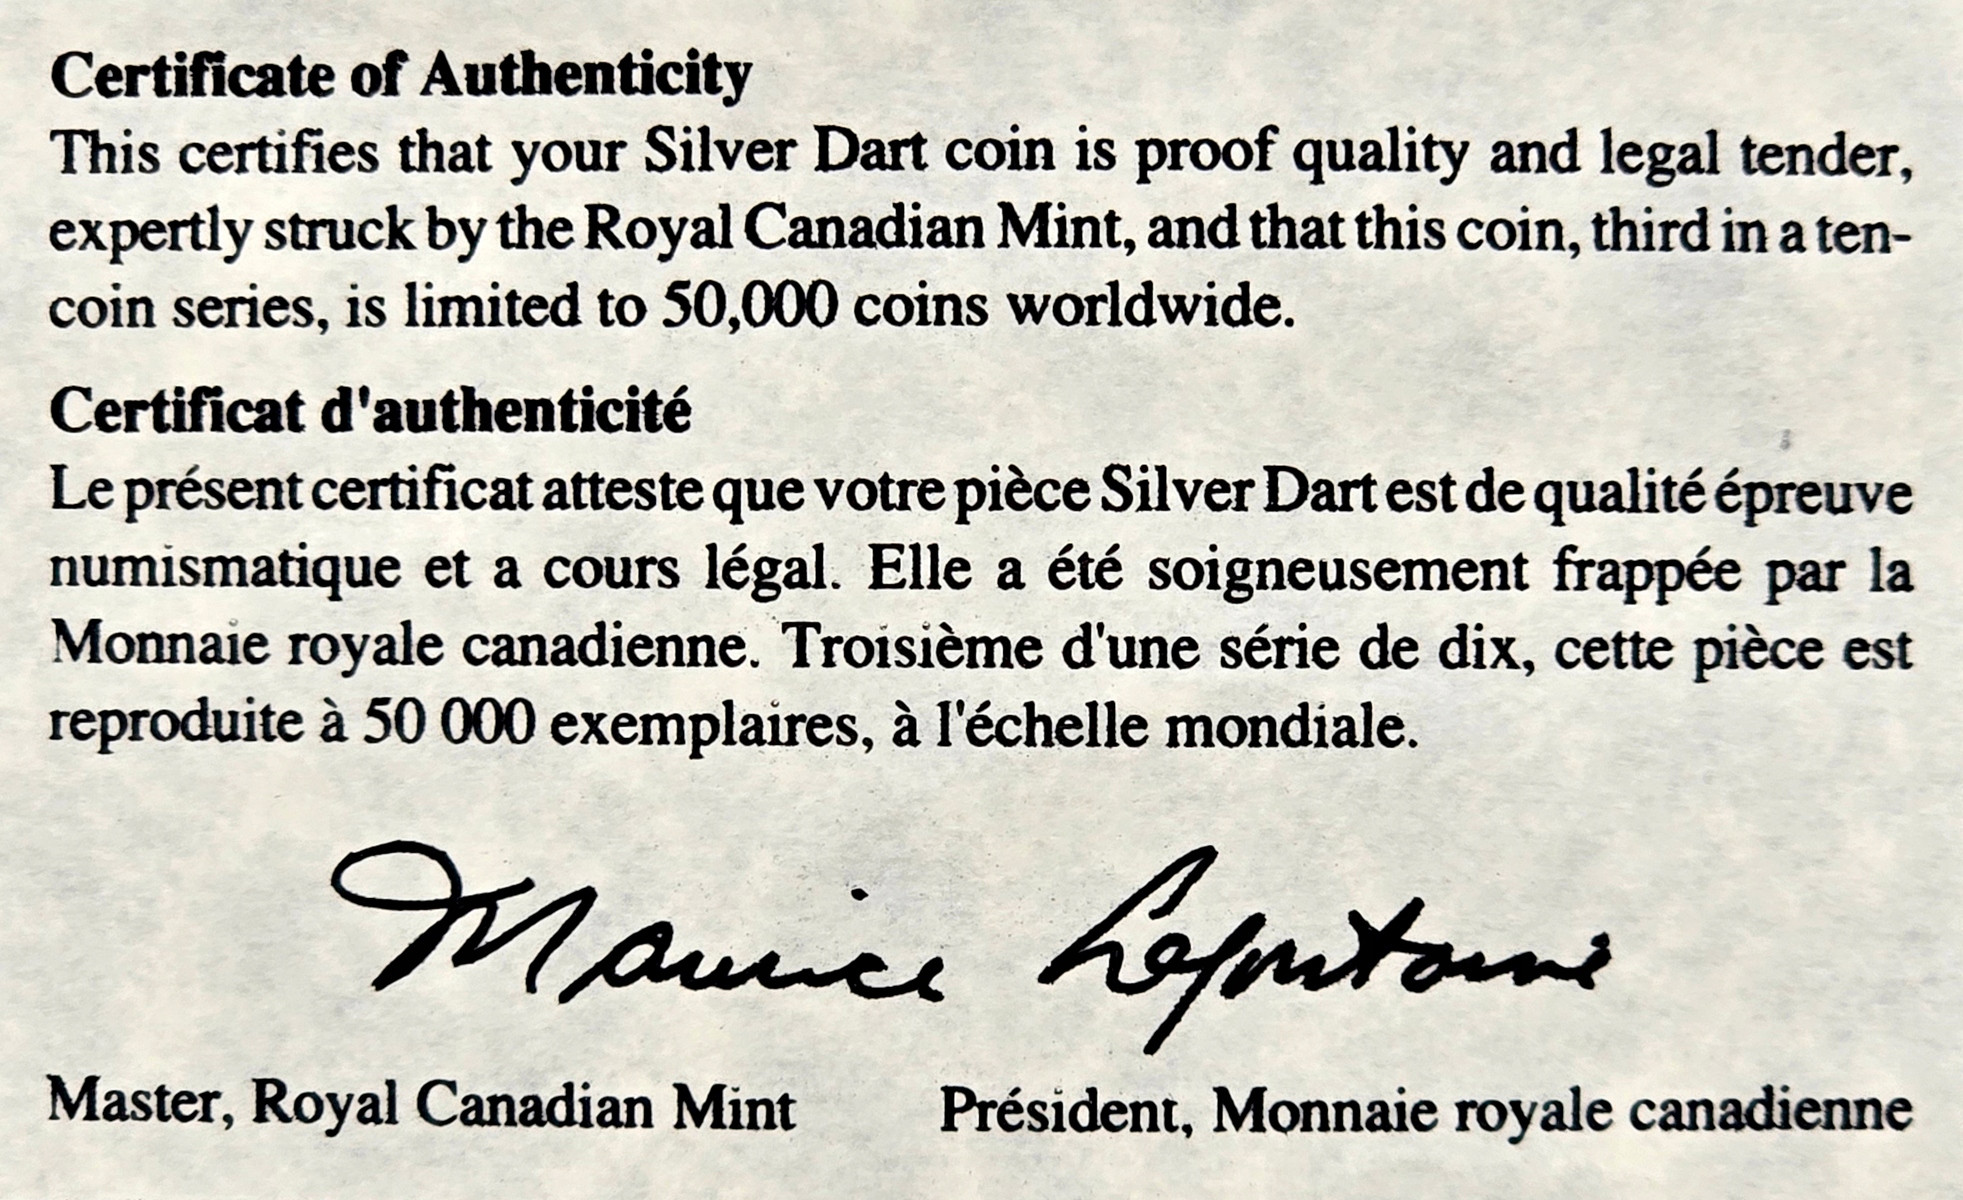 Certificate of Authenticity
This certifies that your Silver Dart coin is proof quality and legal tender,
expertly struck by the Royal Canadian Mint, and that this coin, third in a ten-
coin series, is limited to 50,000 coins worldwide.
Certificat d'authenticité
Le présent certificat atteste que votre pièce Silver Dart est de qualité épreuve
numismatique et a cours légal. Elle a été soigneusement frappée par la
Monnaie royale canadienne. Troisième d'une série de dix, cette pièce est
reproduite à 50 000 exemplaires, à l'échelle mondiale.
Maurice Lafontaine
Master, Royal Canadian Mint Président, Monnaie royale canadienne